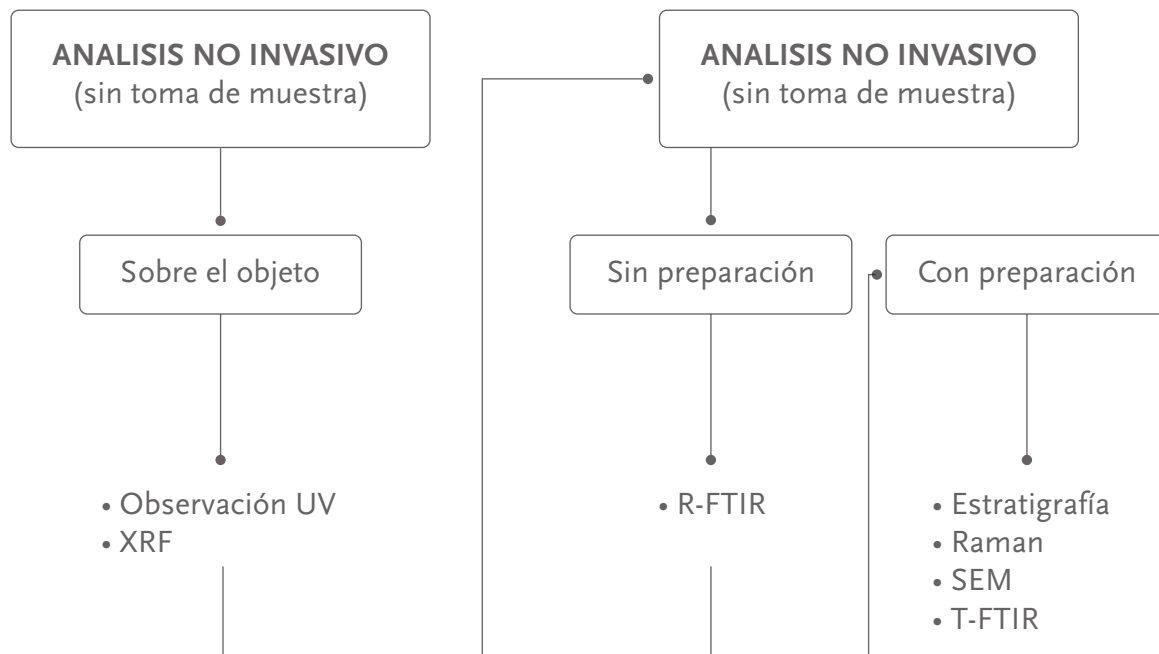 ANALISIS NO INVASIVO
(sin toma de muestra)
Sobre el objeto
• Observación UV
• XRF
ANALISIS NO INVASIVO
(sin toma de muestra)
Sin preparación
• R-FTIR
Con preparación
• Estratigrafía
• Raman
• SEM
• T-FTIR